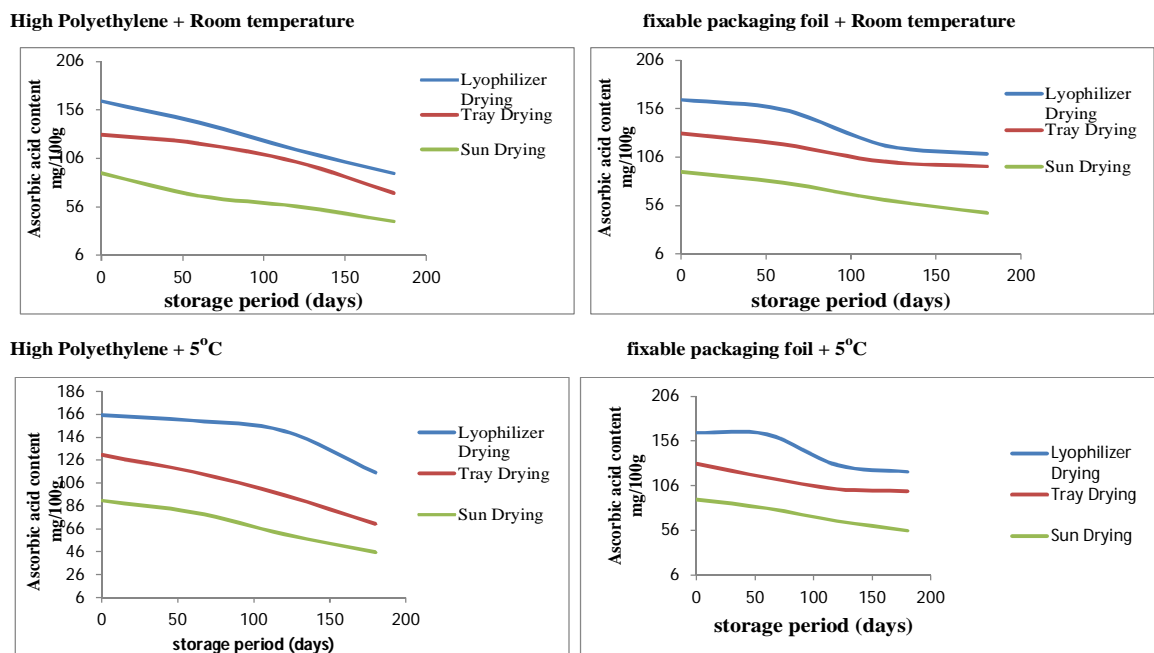 High Polyethylene + Room temperature
206
156
106
56
6
Ascorbic acid content
mg/100g
0 50 100 150 200
storage period (days)
Lyophilizer
Drying
Tray Drying
Sun Drying
fixable packaging foil + Room temperature
206
156
106
56
6
Ascorbic acid content
mg/100g
0 50 100 150 200
storage period (days)
Lyophilizer
Drying
Tray Drying
Sun Drying
High Polyethylene + 5°C
186
166
146
126
106
86
66
46
26
6
Ascorbic acid content
mg/100g
0 50 100 150 200
storage period (days)
Lyophilizer
Drying
Tray Drying
Sun Drying
fixable packaging foil + 5°C
206
156
106
56
6
Ascorbic acid content
mg/100g
0 50 100 150 200
storage period (days)
Lyophilizer
Drying
Tray Drying
Sun Drying